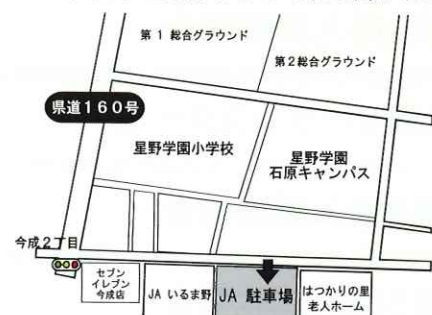 第1 総合グラウンド
第2総合グラウンド
県道160号
星野学園小学校
星野学園
石原キャンパス
今成2丁目
セブン
イレブン
今成店
JA いるま野
JA 駐車場
はつかりの里
老人ホーム